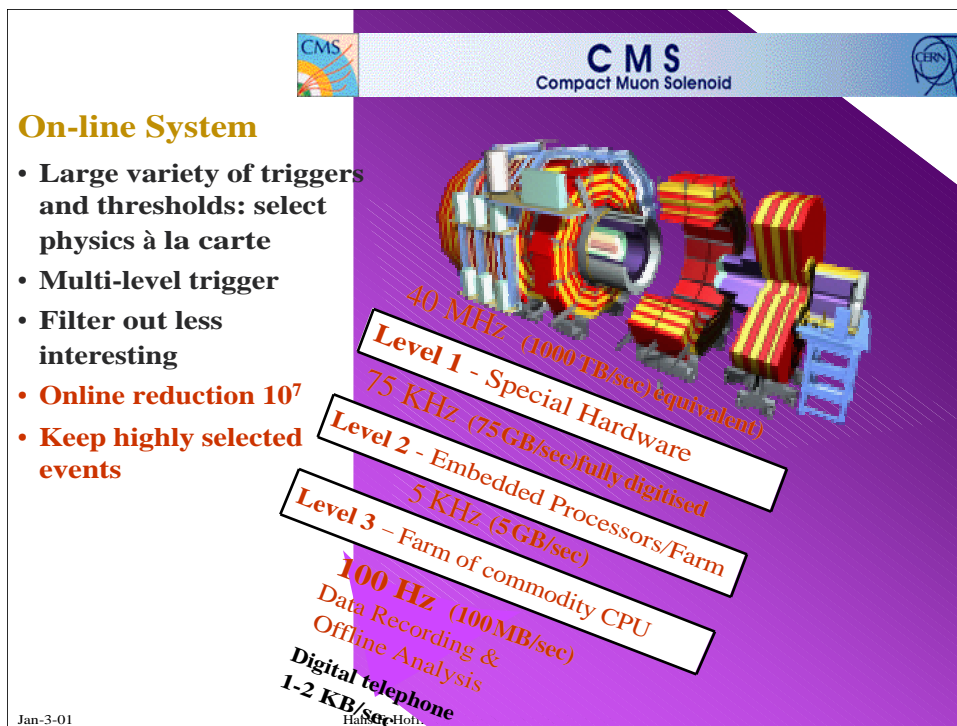 CMS
C M S
Compact Muon Solenoid
CERN
On-line System
• Large variety of triggers
and thresholds: select
physics à la carte
• Multi-level trigger
• Filter out less
interesting
• Online reduction 10⁷
• Keep highly selected
events
40 MHz (1000 TB/sec) equivalent)
Level 1 - Special Hardware
75 KHz (75 GB/sec)fully digitised
Level 2 - Embedded Processors/Farm
5 KHz (5 GB/sec)
Level 3 – Farm of commodity CPU
100 Hz (100 MB/sec)
Data Recording &
Offline Analysis
Digital telephone
1-2 KB/sec
Jan-3-01